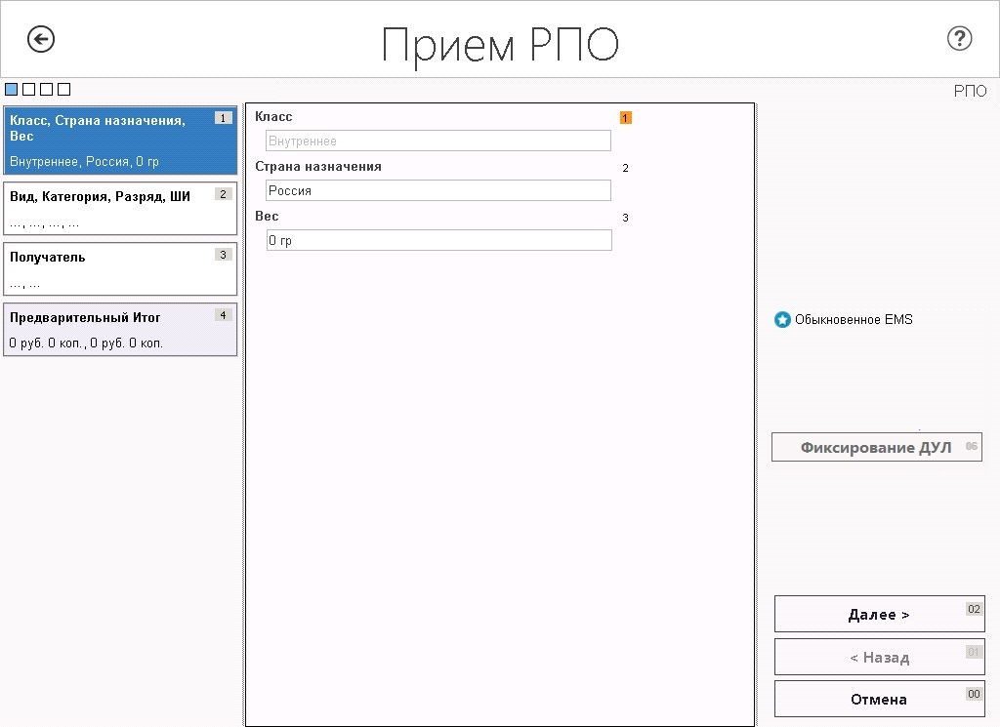 Прием РПО
РПО
Класс, Страна назначения, 1
Вес
Внутреннее, Россия, 0 гр
Вид, Категория, Разряд, ШИ 2
..., ..., ..., ...
Получатель 3
..., ...
Предварительный Итог 4
0 руб. 0 коп., 0 руб. 0 коп.
Класс 1
Внутреннее
Страна назначения 2
Россия
Вес 3
0 гр
Обыкновенное EMS
Фиксирование ДУЛ 06
Далее > 02
< Назад 01
Отмена 00